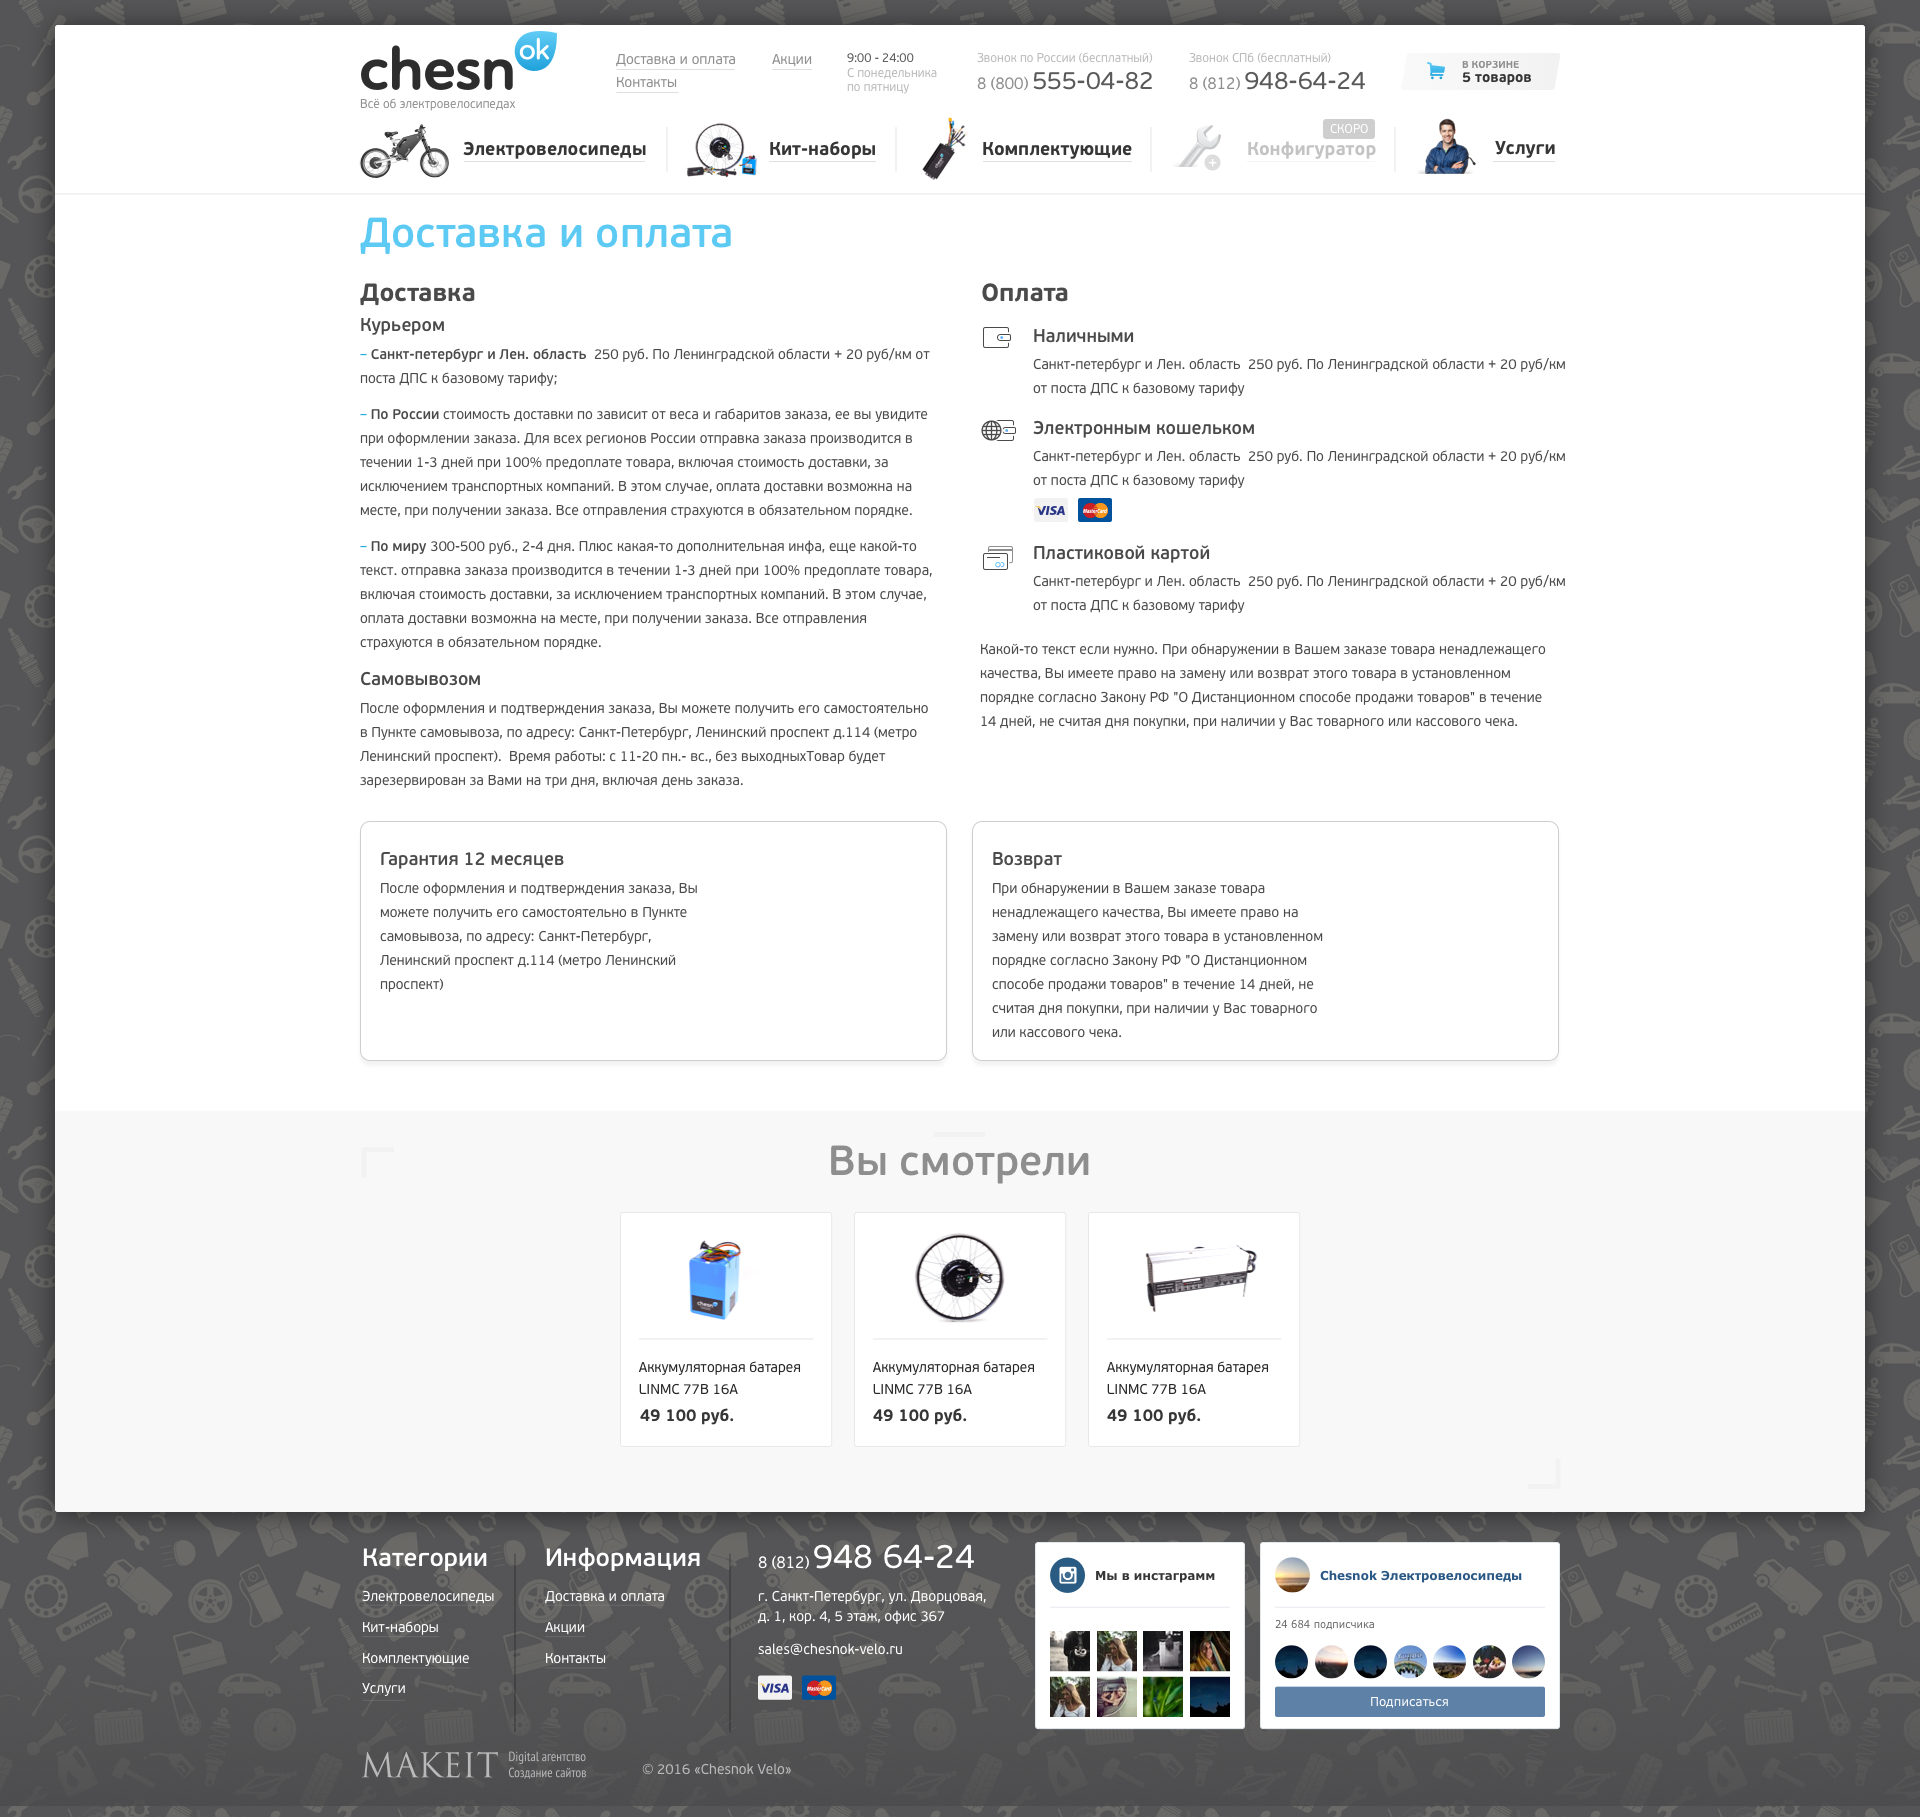 chesnok
Всё об электровелосипедах
Доставка и оплата
Контакты
Акции
9:00 - 24:00
С понедельника
по пятницу
Звонок по России (бесплатный)
8 (800) 555-04-82
Звонок СПб (бесплатный)
8 (812) 948-64-24
В КОРЗИНЕ
5 товаров
Электровелосипеды
Кит-наборы
Комплектующие
СКОРО
Конфигуратор
Услуги
Доставка и оплата
Доставка
Курьером
– Санкт-петербург и Лен. область 250 руб. По Ленинградской области + 20 руб/км от
поста ДПС к базовому тарифу;
– По России стоимость доставки по зависит от веса и габаритов заказа, ее вы увидите
при оформлении заказа. Для всех регионов России отправка заказа производится в
течении 1-3 дней при 100% предоплате товара, включая стоимость доставки, за
исключением транспортных компаний. В этом случае, оплата доставки возможна на
месте, при получении заказа. Все отправления страхуются в обязательном порядке.
– По миру 300-500 руб., 2-4 дня. Плюс какая-то дополнительная инфа, еще какой-то
текст. отправка заказа производится в течении 1-3 дней при 100% предоплате товара,
включая стоимость доставки, за исключением транспортных компаний. В этом случае,
оплата доставки возможна на месте, при получении заказа. Все отправления
страхуются в обязательном порядке.
Самовывозом
После оформления и подтверждения заказа, Вы можете получить его самостоятельно
в Пункте самовывоза, по адресу: Санкт-Петербург, Ленинский проспект д.114 (метро
Ленинский проспект). Время работы: с 11-20 пн.- вс., без выходныхТовар будет
зарезервирован за Вами на три дня, включая день заказа.
Оплата
Наличными
Санкт-петербург и Лен. область 250 руб. По Ленинградской области + 20 руб/км
от поста ДПС к базовому тарифу
Электронным кошельком
Санкт-петербург и Лен. область 250 руб. По Ленинградской области + 20 руб/км
от поста ДПС к базовому тарифу
VISA MasterCard
Пластиковой картой
Санкт-петербург и Лен. область 250 руб. По Ленинградской области + 20 руб/км
от поста ДПС к базовому тарифу
Какой-то текст если нужно. При обнаружении в Вашем заказе товара ненадлежащего
качества, Вы имеете право на замену или возврат этого товара в установленном
порядке согласно Закону РФ "О Дистанционном способе продажи товаров" в течение
14 дней, не считая дня покупки, при наличии у Вас товарного или кассового чека.
Гарантия 12 месяцев
После оформления и подтверждения заказа, Вы
можете получить его самостоятельно в Пункте
самовывоза, по адресу: Санкт-Петербург,
Ленинский проспект д.114 (метро Ленинский
проспект)
Возврат
При обнаружении в Вашем заказе товара
ненадлежащего качества, Вы имеете право на
замену или возврат этого товара в установленном
порядке согласно Закону РФ "О Дистанционном
способе продажи товаров" в течение 14 дней, не
считая дня покупки, при наличии у Вас товарного
или кассового чека.
Вы смотрели
chesnok
Аккумуляторная батарея
LINMC 77В 16А
49 100 руб.
Аккумуляторная батарея
LINMC 77В 16А
49 100 руб.
Аккумуляторная батарея
LINMC 77В 16А
49 100 руб.
Категории
Электровелосипеды
Кит-наборы
Комплектующие
Услуги
Информация
Доставка и оплата
Акции
Контакты
8 (812) 948 64-24
г. Санкт-Петербург, ул. Дворцовая,
д. 1, кор. 4, 5 этаж, офис 367
sales@chesnok-velo.ru
VISA MasterCard
Мы в инстаграмм
Chesnok Электровелосипеды
24 684 подписчика
Подписаться
MAKEIT
Digital агентство
Создание сайтов
© 2016 «Chesnok Velo»